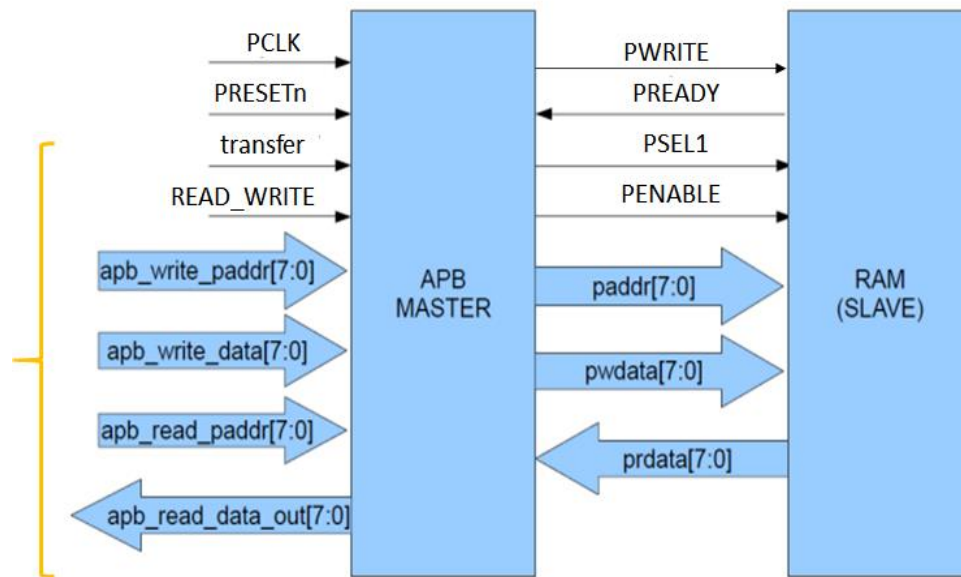 PCLK
PRESETn
transfer
READ_WRITE
apb_write_paddr[7:0]
apb_write_data[7:0]
apb_read_paddr[7:0]
apb_read_data_out[7:0]
APB
MASTER
PWRITE
PREADY
PSEL1
PENABLE
paddr[7:0]
pwdata[7:0]
prdata[7:0]
RAM
(SLAVE)